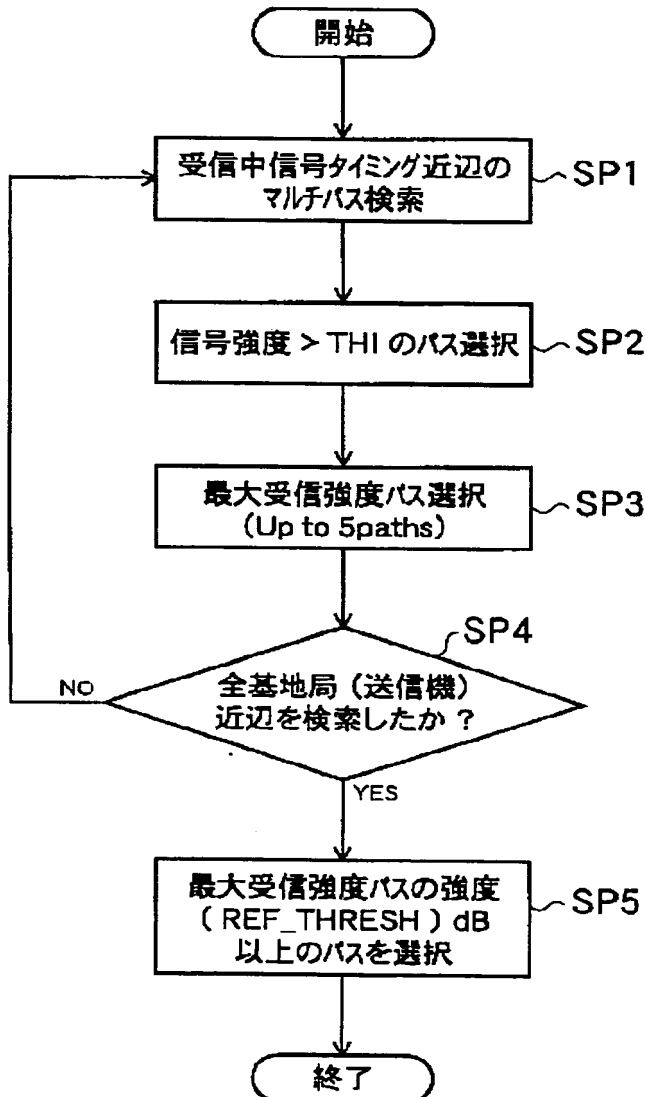 開始
受信中信号タイミング近辺の
マルチパス検索
SP1
信号強度 > THI のパス選択
SP2
最大受信強度パス選択
(Up to 5paths)
SP3
SP4
全基地局(送信機)
近辺を検索したか ?
NO
YES
最大受信強度パスの強度
( REF_THRESH ) dB
以上のパスを選択
SP5
終了